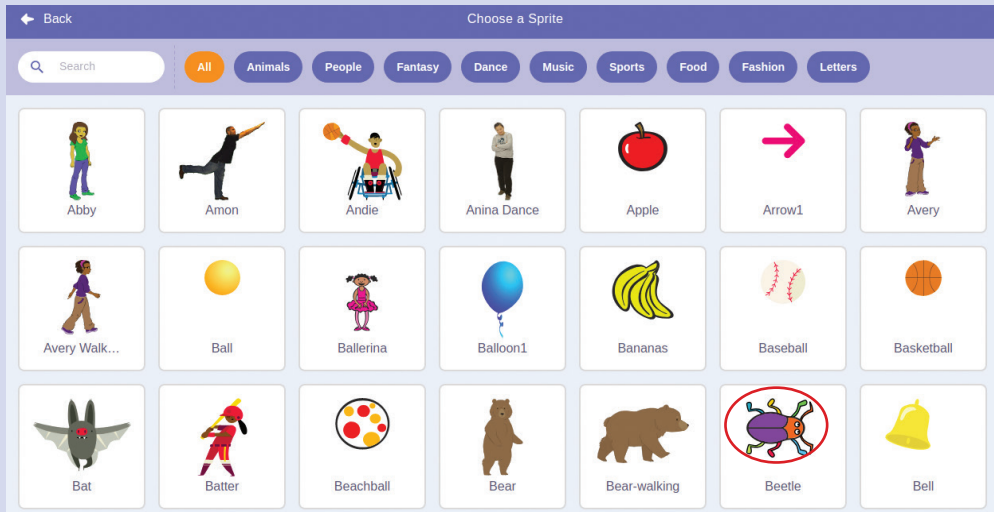 Back
Choose a Sprite
Search
All
Animals
People
Fantasy
Dance
Music
Sports
Food
Fashion
Letters
Abby
Amon
Andie
Anina Dance
Apple
Arrow1
Avery
Avery Walk...
Ball
Ballerina
Balloon1
Bananas
Baseball
Basketball
Bat
Batter
Beachball
Bear
Bear-walking
Beetle
Bell